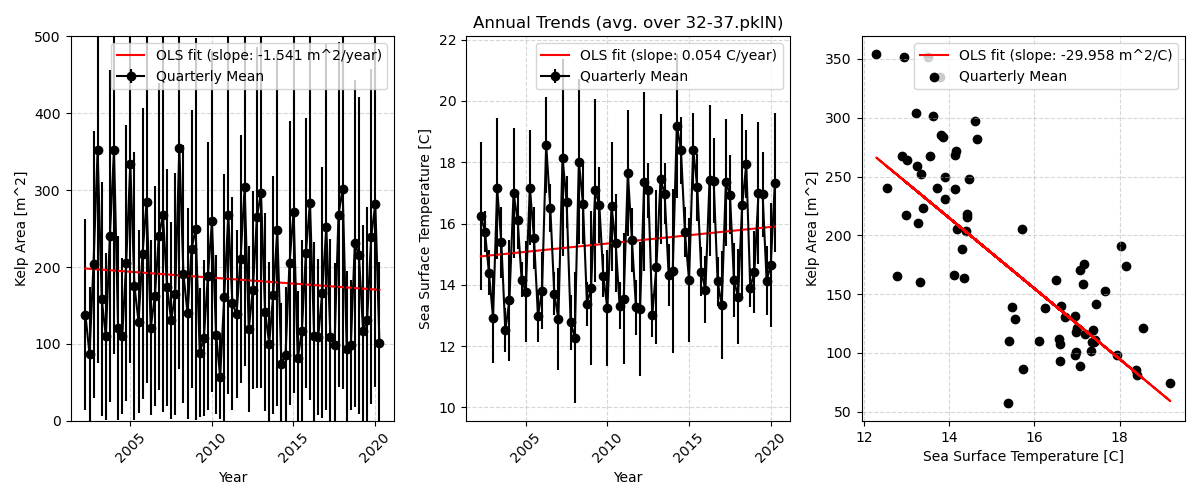 Annual Trends (avg. over 32-37.pklN)
OLS fit (slope: -1.541 m^2/year)
Quarterly Mean
500
400
300
200
100
0
Kelp Area [m^2]
2005
2010
2015
2020
Year
OLS fit (slope: 0.054 C/year)
Quarterly Mean
22
20
18
16
14
12
10
Sea Surface Temperature [C]
2005
2010
2015
2020
Year
OLS fit (slope: -29.958 m^2/C)
Quarterly Mean
350
300
250
200
150
100
50
Kelp Area [m^2]
12
14
16
18
Sea Surface Temperature [C]